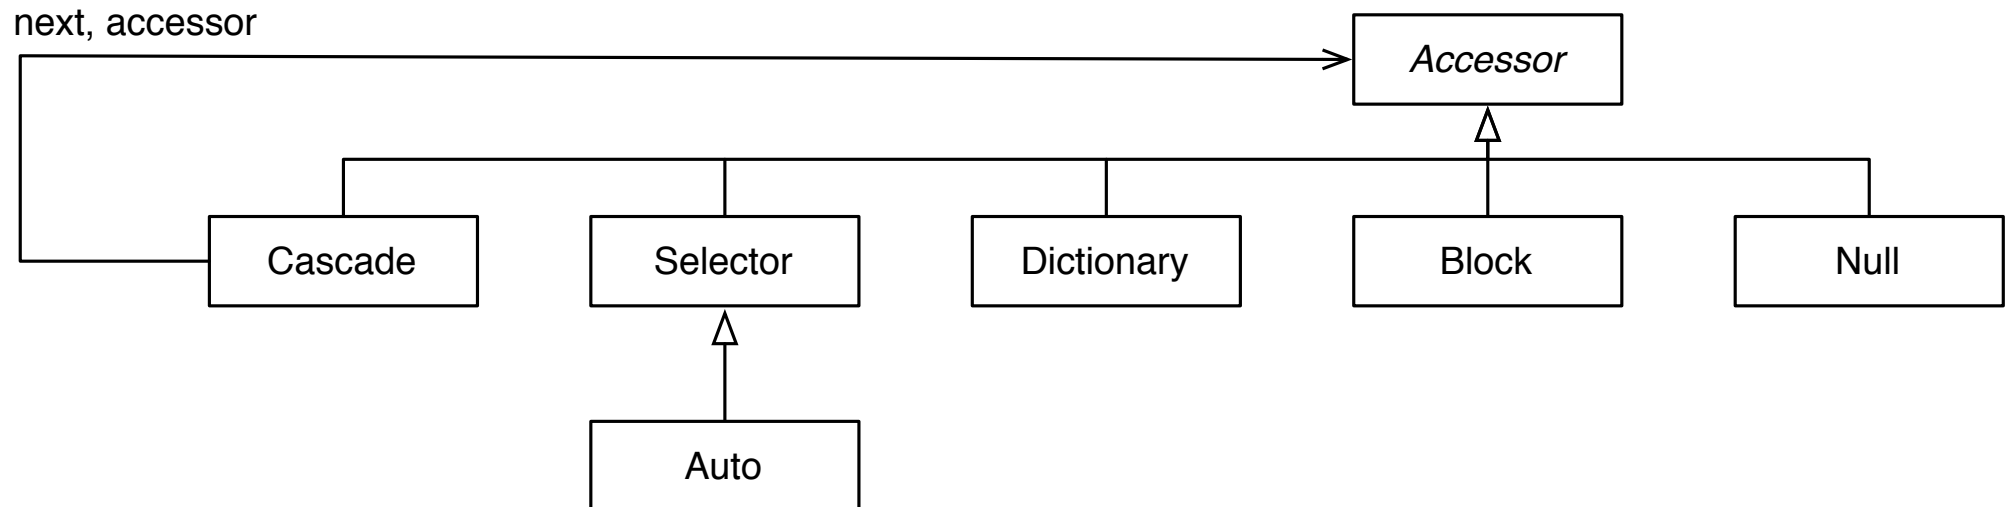 next, accessor
Accessor
Cascade
Selector
Dictionary
Block
Null
Auto